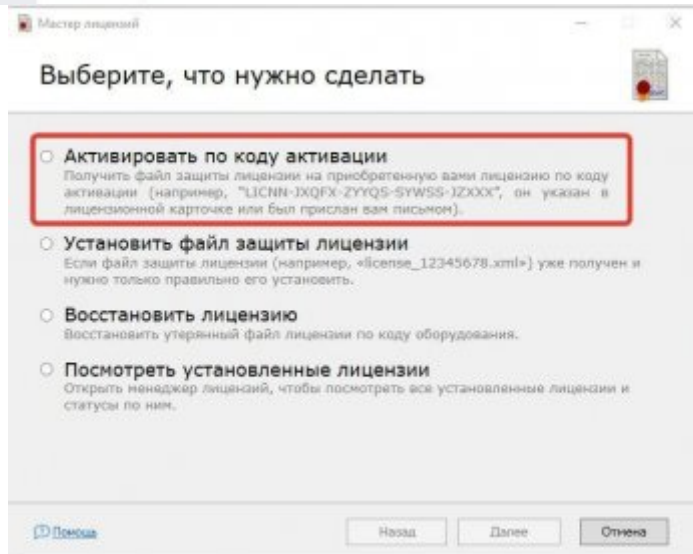 Мастер лицензий
Выберите, что нужно сделать
Активировать по коду активации
Получить файл защиты лицензии на приобретенную вами лицензию по коду
активации (например, "LICNN-JXQFX-ZYYQS-SYWSS-JZXXX", он указан в
лицензионной карточке или был прислан вам письмом).
Установить файл защиты лицензии
Если файл защиты лицензии (например, «license_12345678.xml») уже получен и
нужно только правильно его установить.
Восстановить лицензию
Восстановить утерянный файл лицензии по коду оборудования.
Посмотреть установленные лицензии
Открыть менеджер лицензий, чтобы посмотреть все установленные лицензии и
статусы по ним.
Помощь
Назад
Далее
Отмена